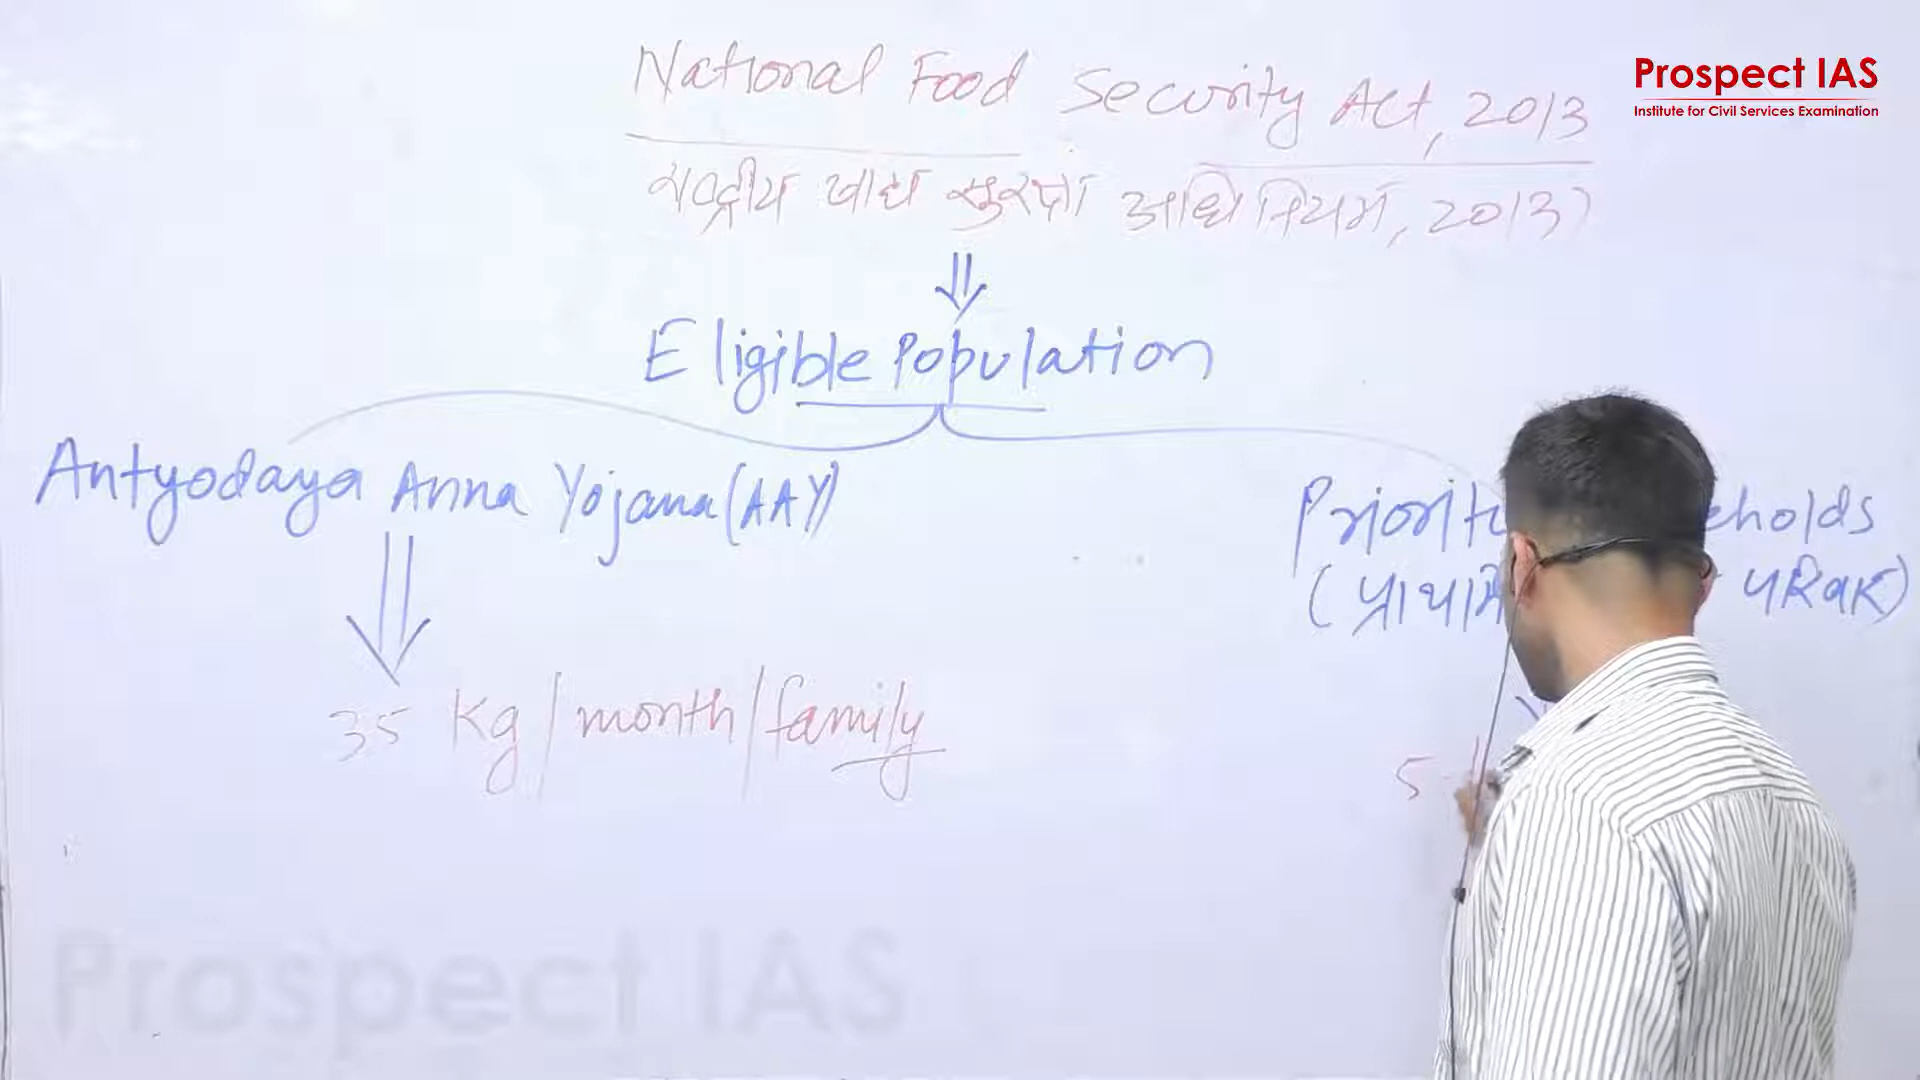 National Food Security Act, 2013
राष्ट्रीय खाद्य सुरक्षा अधिनियम, 2013
Prospect IAS
Institute for Civil Services Examination
Eligible Population
Antyodaya Anna Yojana (AAY)
35 Kg/month/family
5
Prospect IAS